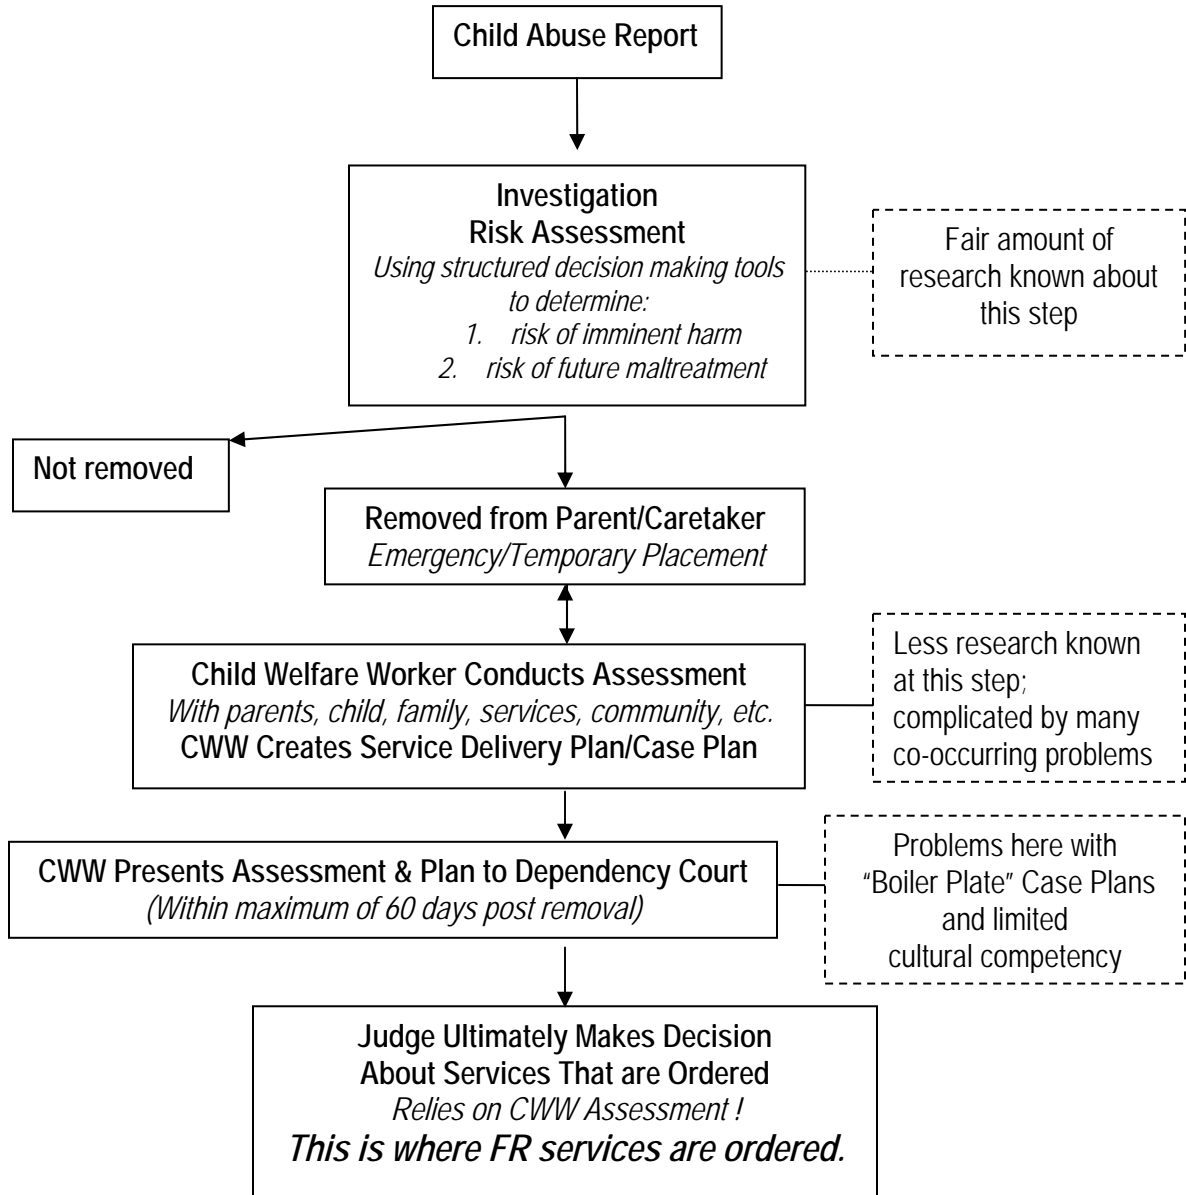 Child Abuse Report
Investigation
Risk Assessment
Using structured decision making tools
to determine:
1. risk of imminent harm
2. risk of future maltreatment
Fair amount of
research known about
this step
Not removed
Removed from Parent/Caretaker
Emergency/Temporary Placement
Child Welfare Worker Conducts Assessment
With parents, child, family, services, community, etc.
CWW Creates Service Delivery Plan/Case Plan
Less research known
at this step;
complicated by many
co-occurring problems
CWW Presents Assessment & Plan to Dependency Court
(Within maximum of 60 days post removal)
Problems here with
“Boiler Plate” Case Plans
and limited
cultural competency
Judge Ultimately Makes Decision
About Services That are Ordered
Relies on CWW Assessment !
This is where FR services are ordered.